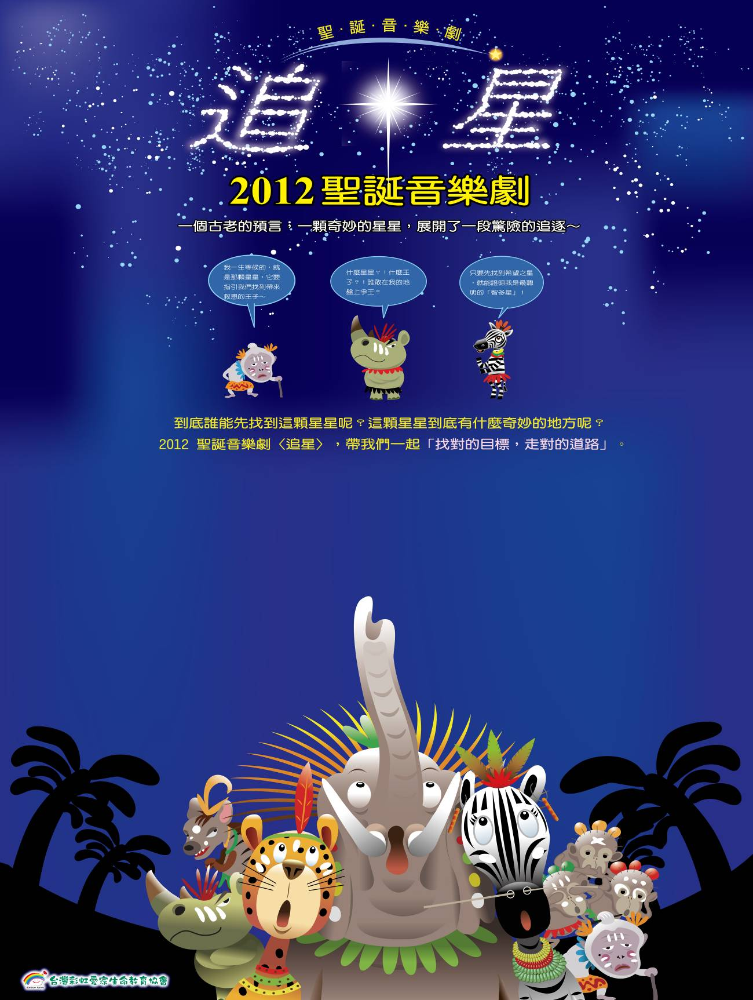 聖·誕·音·樂·劇
追星
2012聖誕音樂劇
一個古老的預言；一顆奇妙的星星，展開了一段驚險的追逐～
我一生等候的，就
是那顆星星，它要
指引我們找到帶來
救恩的王子～
什麼星星？！什麼王
子？！誰敢在我的地
盤上爭王？
只要先找到希望之星
，就能證明我是最聰
明的「智多星」！
到底誰能先找到這顆星星呢？這顆星星到底有什麼奇妙的地方呢？
2012 聖誕音樂劇〈追星〉，帶我們一起「找對的目標，走對的道路」。
Rainbow Family
台灣彩虹愛家生命教育協會